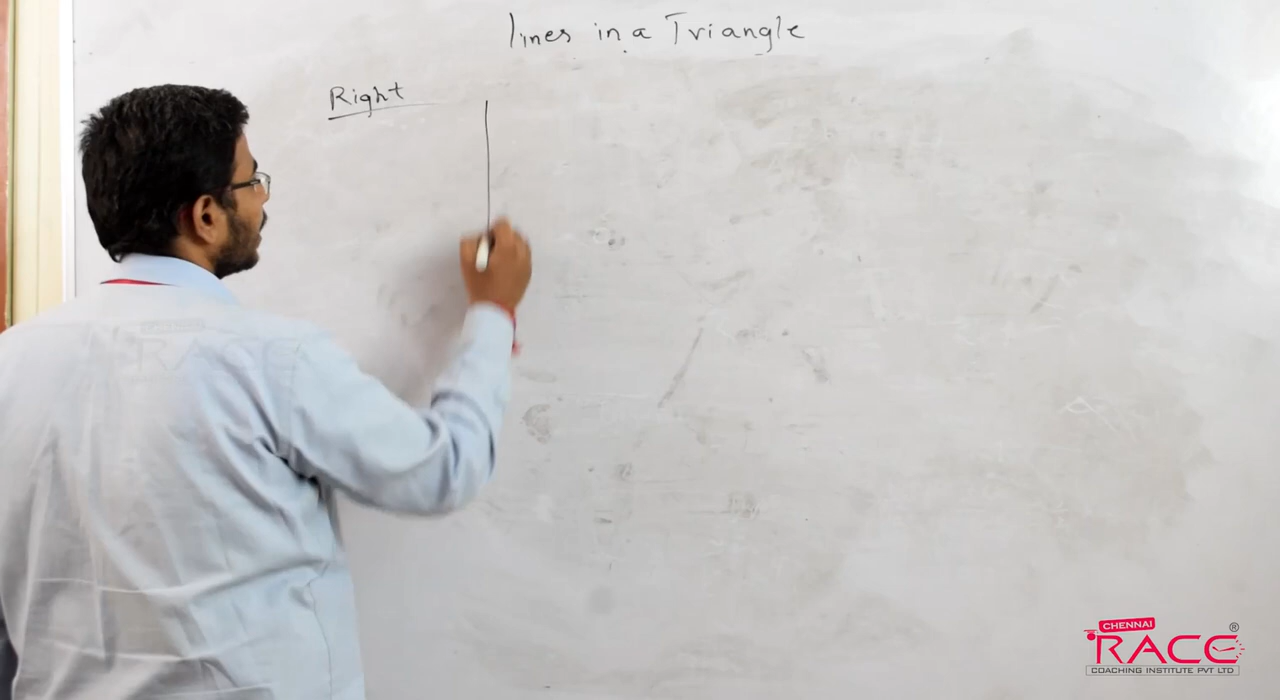 lines in a Triangle
Right
CHENNAI
RACE®
COACHING INSTITUTE PVT LTD